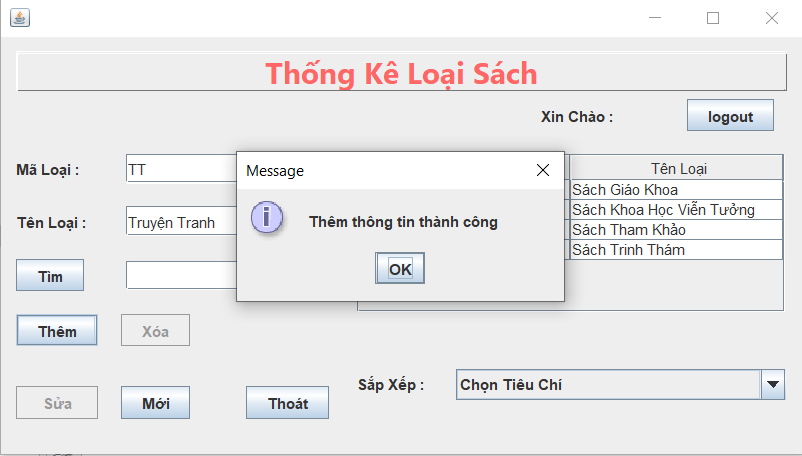 Thống Kê Loại Sách
Xin Chào :
logout
Mã Loại :
TT
Tên Loại :
Truyện Tranh
Tìm
Thêm
Xóa
Sửa
Mới
Thoát
Message
Thêm thông tin thành công
OK
Tên Loại
Sách Giáo Khoa
Sách Khoa Học Viễn Tưởng
Sách Tham Khảo
Sách Trinh Thám
Sắp Xếp :
Chọn Tiêu Chí